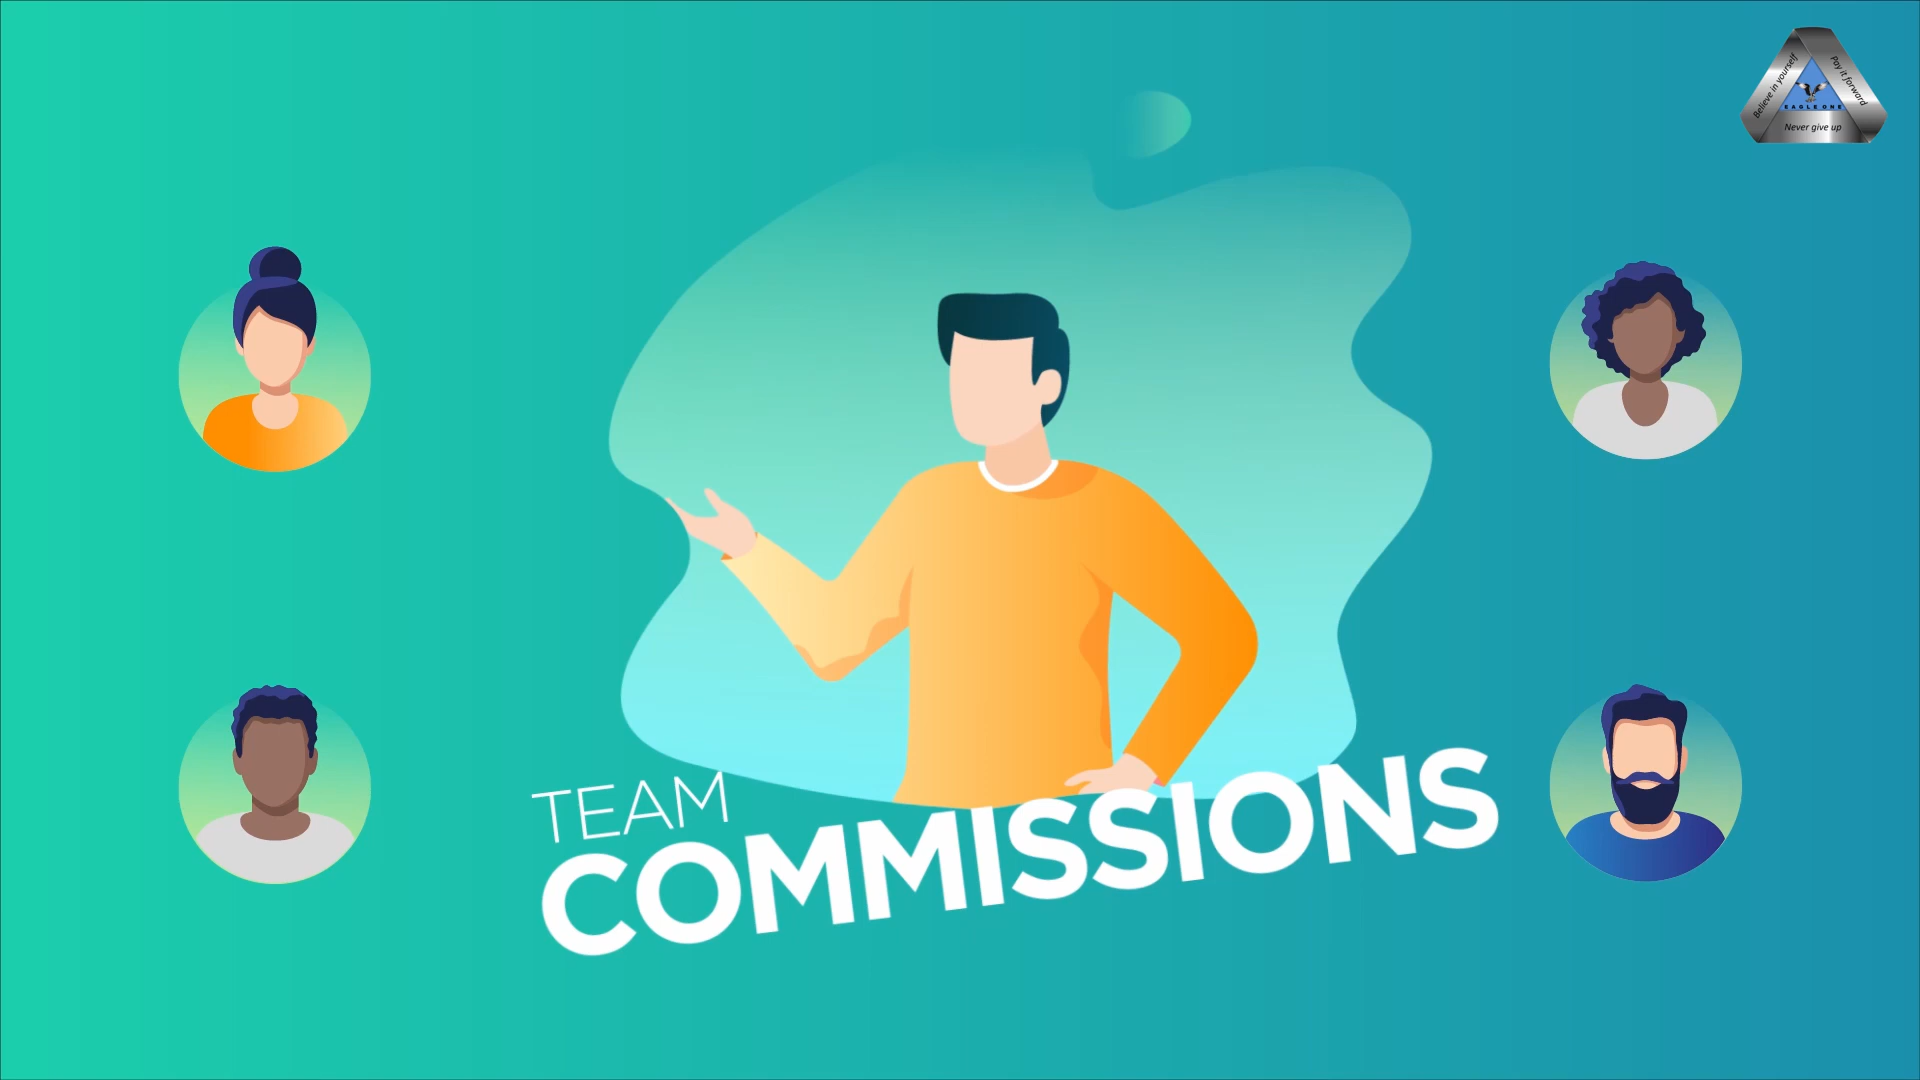 Believe in yourself
Pay it forward
EAGLE ONE
Never give up
TEAM
COMMISSIONS